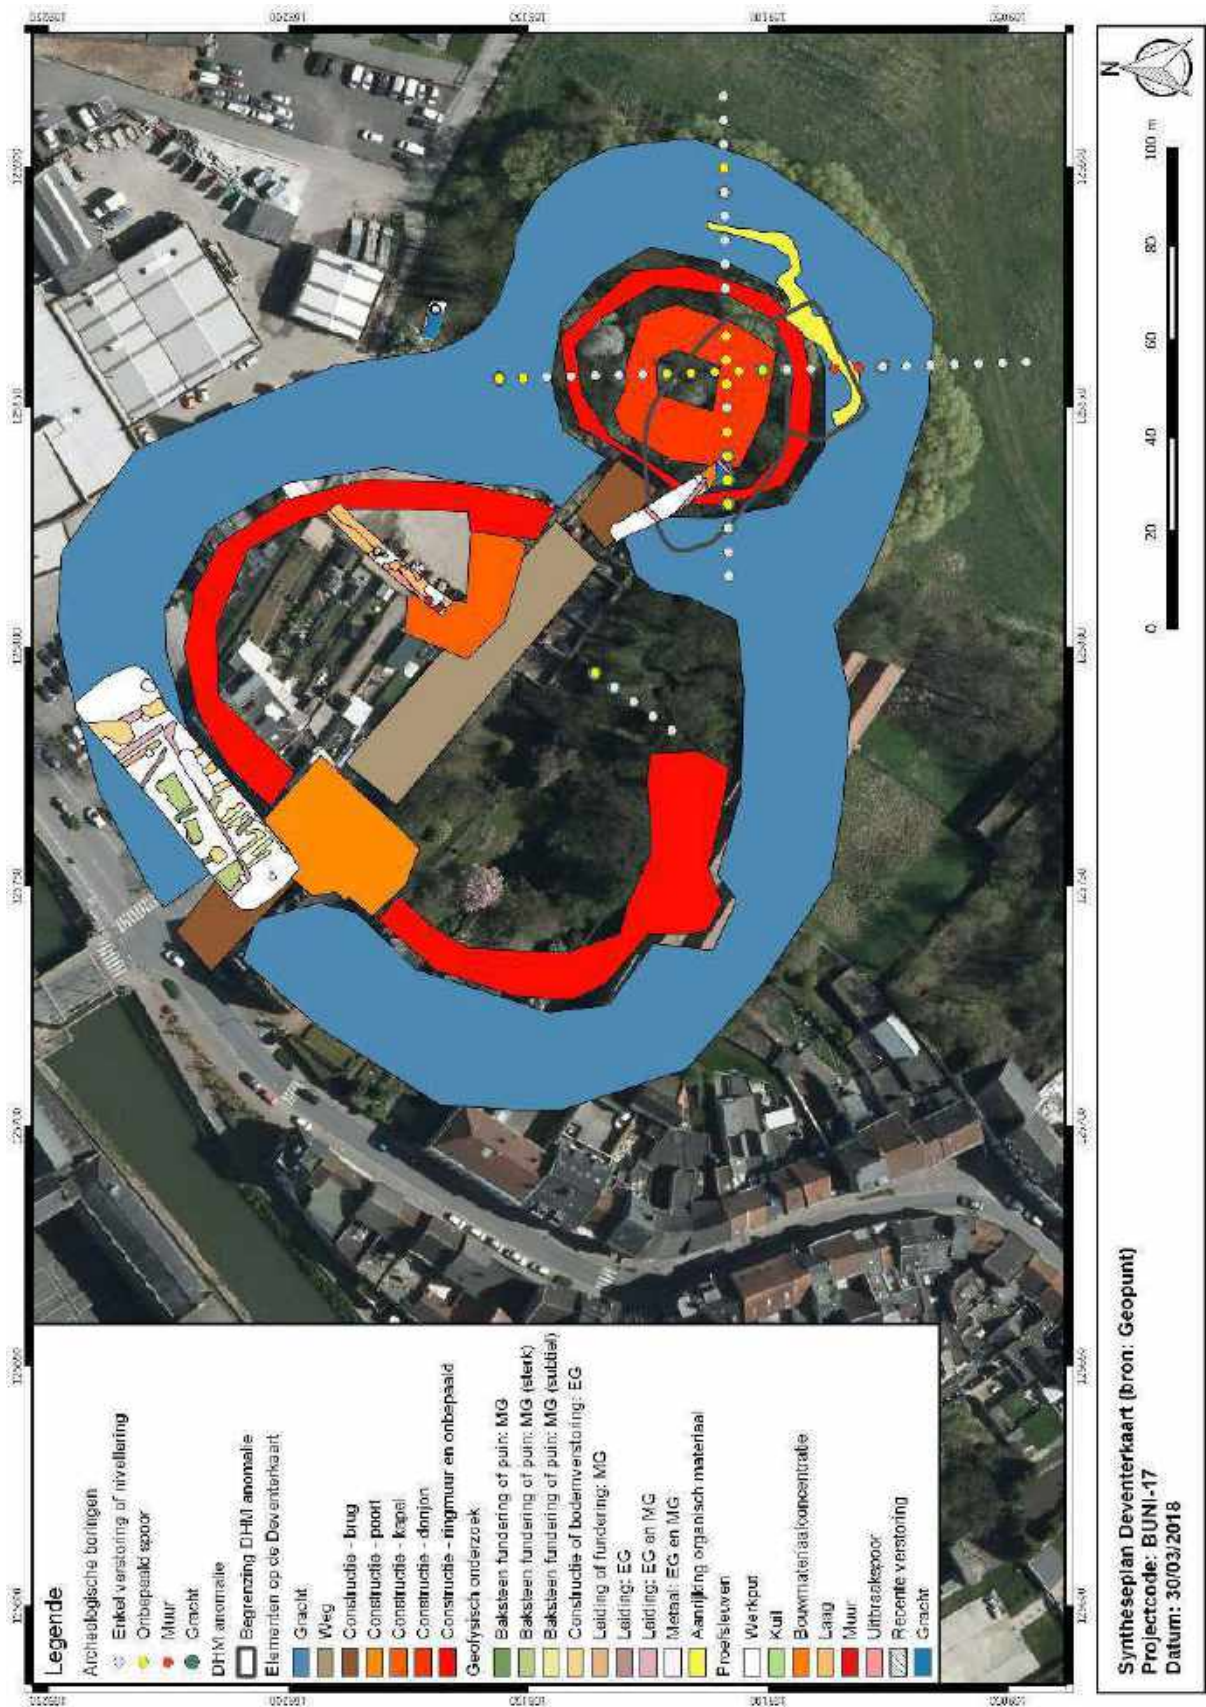 Legende
Archeologische boringen
Enkel verstoring of nivellering
Onbepaald spoor
Muur
Gracht
DHM anomalie
Begrenzing DHM anomalie
Elementen op de Deventerkaart
Gracht
Weg
Constructie - brug
Constructie - poort
Constructie - kapel
Constructie - donjon
Constructie - ringmuur en onbepaald
Geofysisch onderzoek
Baksteen fundering of puin: MG
Baksteen fundering of puin: MG (sterk)
Baksteen fundering of puin: MG (subtiel)
Constructie of bodemverstoring: EG
Leiding of fundering: MG
Leiding: EG
Leiding: EG en MG
Metaal: EG en MG
Aanrijking organisch materiaal
Proefsleuven
Werkput
Kuil
Bouwmateriaalconcentratie
Laag
Muur
Uitbraakspoor
Recente verstoring
Gracht
Syntheseplan Deventerkaart (bron: Geopunt)
Projectcode: BUNI-17
Datum: 30/03/2018
0 20 40 60 80 100 m
N